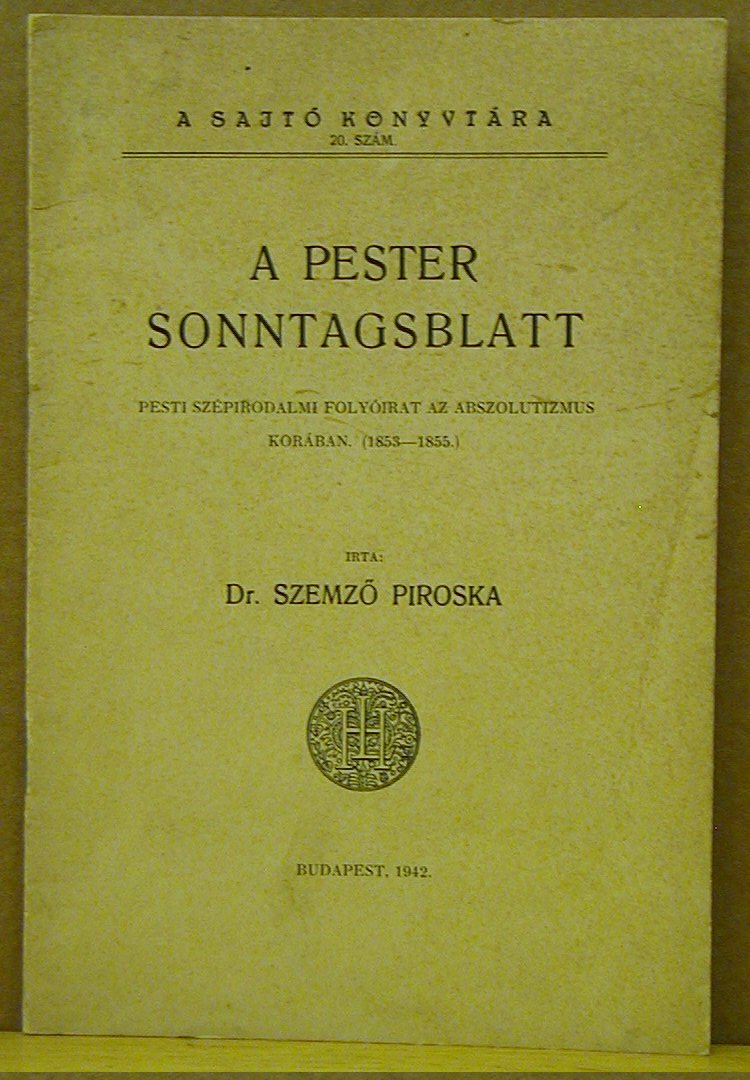 A SAJTÓ KÖNYVTÁRA
20. SZÁM.
A PESTER
SONNTAGSBLATT
PESTI SZÉPIRODALMI FOLYÓIRAT AZ ABSZOLUTIZMUS
KORÁBAN. (1853—1855.)
IRTA:
Dr. SZEMZŐ PIROSKA
BUDAPEST, 1942.